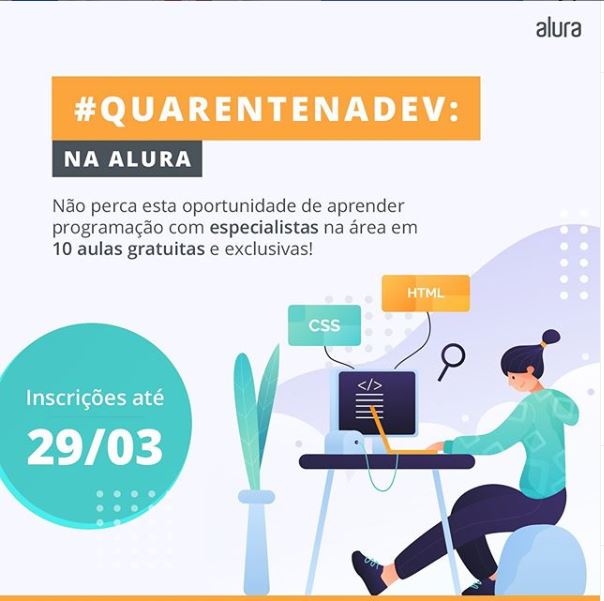 alura
#QUARENTENADEV:
NA ALURA
Não perca esta oportunidade de aprender
programação com especialistas na área em
10 aulas gratuitas e exclusivas!
HTML
CSS
</>
Inscrições até
29/03